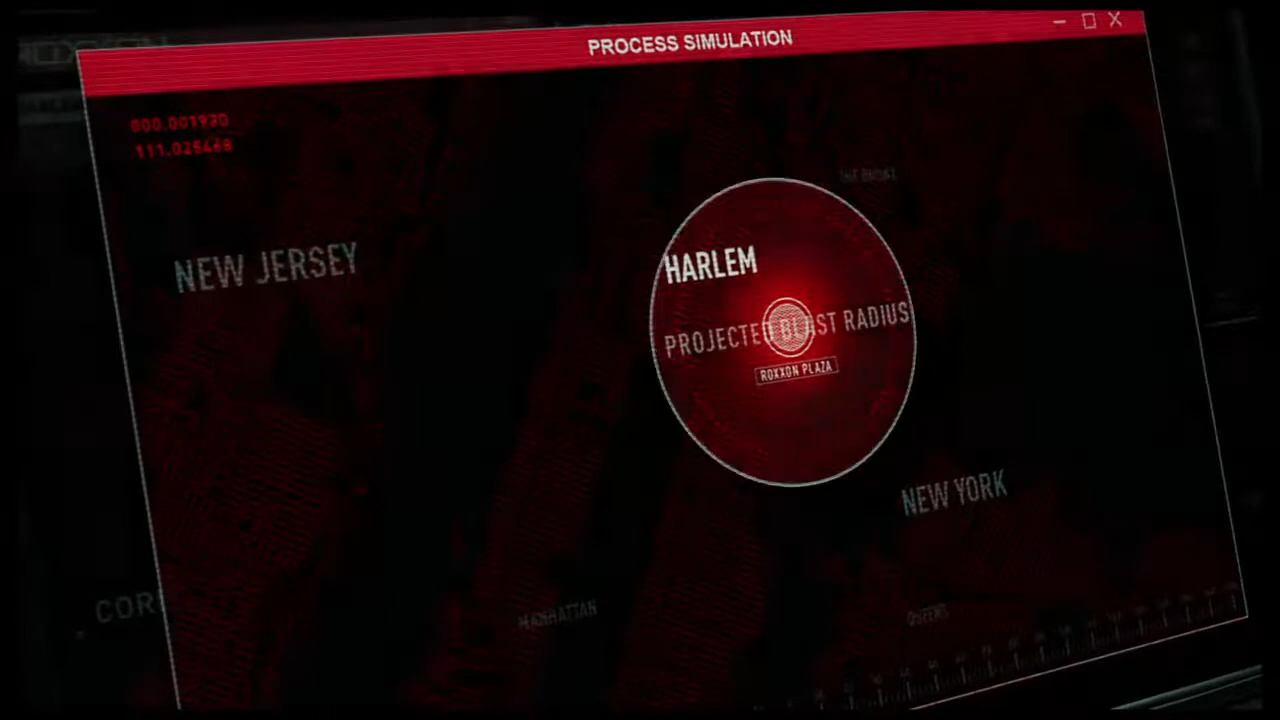 PROCESS SIMULATION
000.001930
111.025468
THE BRONX
NEW JERSEY
HARLEM
PROJECTED BLAST RADIUS
ROXXON PLAZA
NEW YORK
MANHATTAN
QUEENS